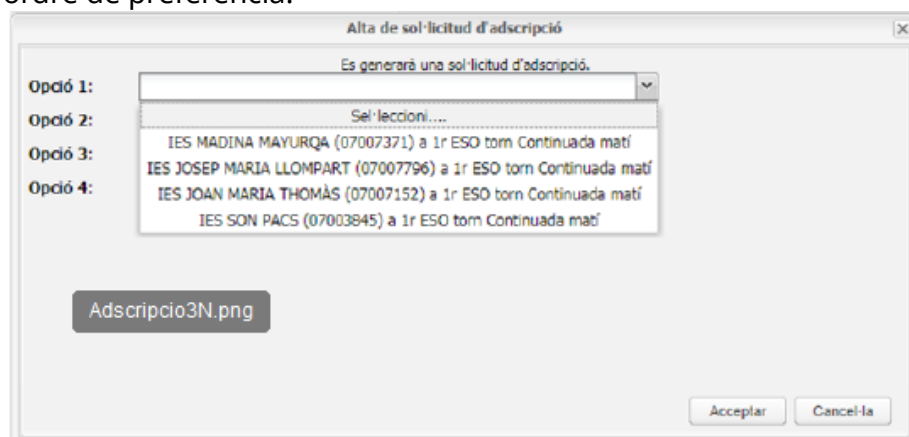 ordre de preferència.
Alta de sol·licitud d'adscripció
Es generarà una sol·licitud d'adscripció.
Opció 1:
Sel·leccioni....
Opció 2:
IES MADINA MAYURQA (07007371) a 1r ESO torn Continuada matí
Opció 3:
IES JOSEP MARIA LLOMPART (07007796) a 1r ESO torn Continuada matí
Opció 4:
IES JOAN MARIA THOMÀS (07007152) a 1r ESO torn Continuada matí
IES SON PACS (07003845) a 1r ESO torn Continuada matí
Adscripcio3N.png
Acceptar
Cancel·la